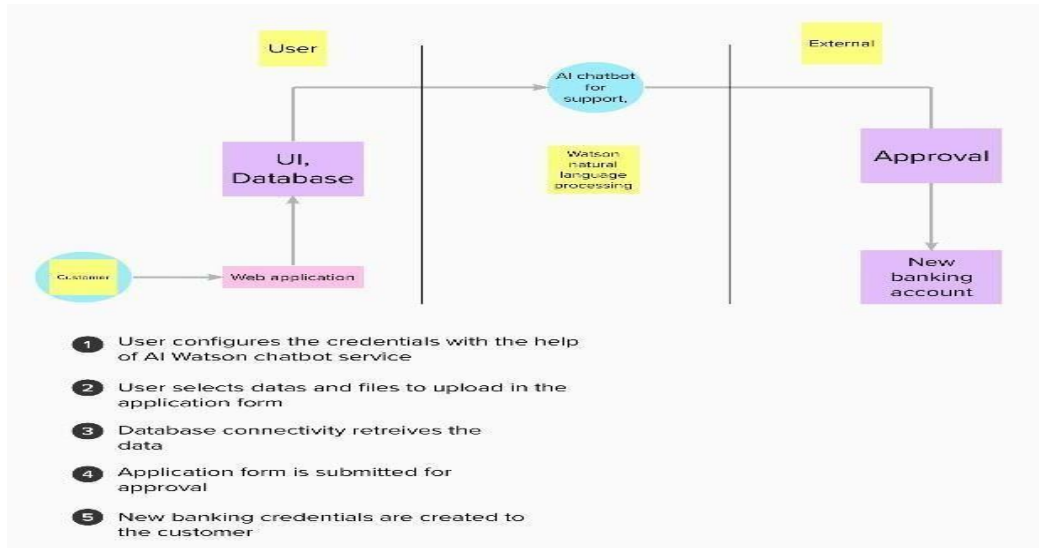 User
External
AI chatbot
for
support,
UI,
Database
Watson
natural
language
processing
Approval
Customer
Web application
New
banking
account
1 User configures the credentials with the help
of AI Watson chatbot service
2 User selects datas and files to upload in the
application form
3 Database connectivity retreives the
data
4 Application form is submitted for
approval
5 New banking credentials are created to
the customer